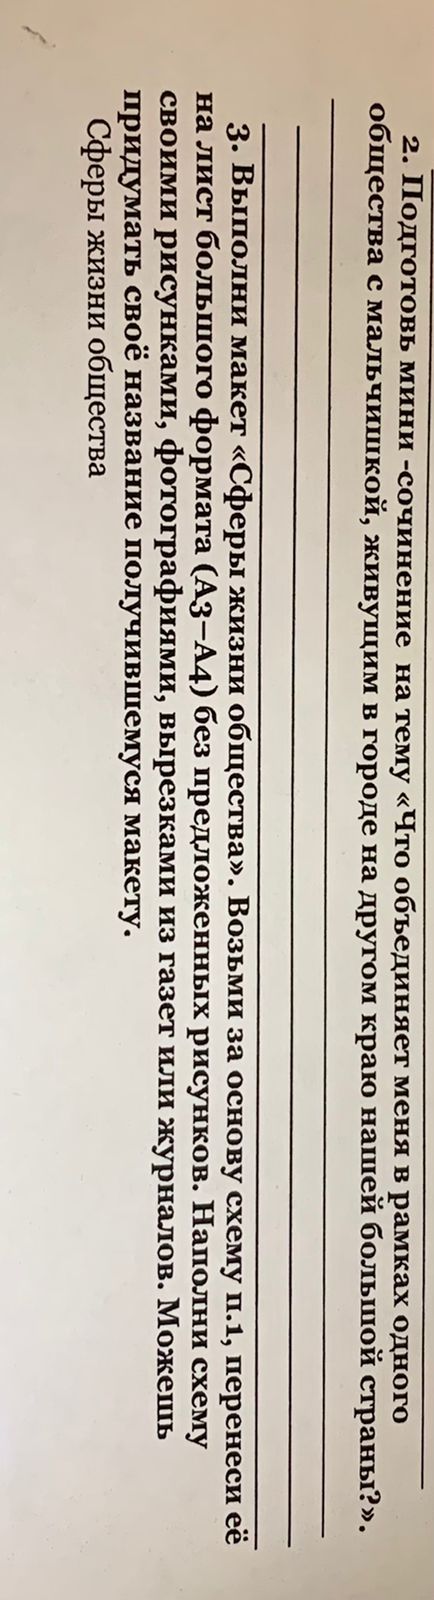 2. Подготовь мини -сочинение на тему «Что объединяет меня в рамках одного
общества с мальчишкой, живущим в городе на другом краю нашей большой страны?».
3. Выполни макет «Сферы жизни общества». Возьми за основу схему п.1, перенеси её
на лист большого формата (А3–А4) без предложенных рисунков. Наполни схему
своими рисунками, фотографиями, вырезками из газет или журналов. Можешь
придумать своё название получившемуся макету.
Сферы жизни общества